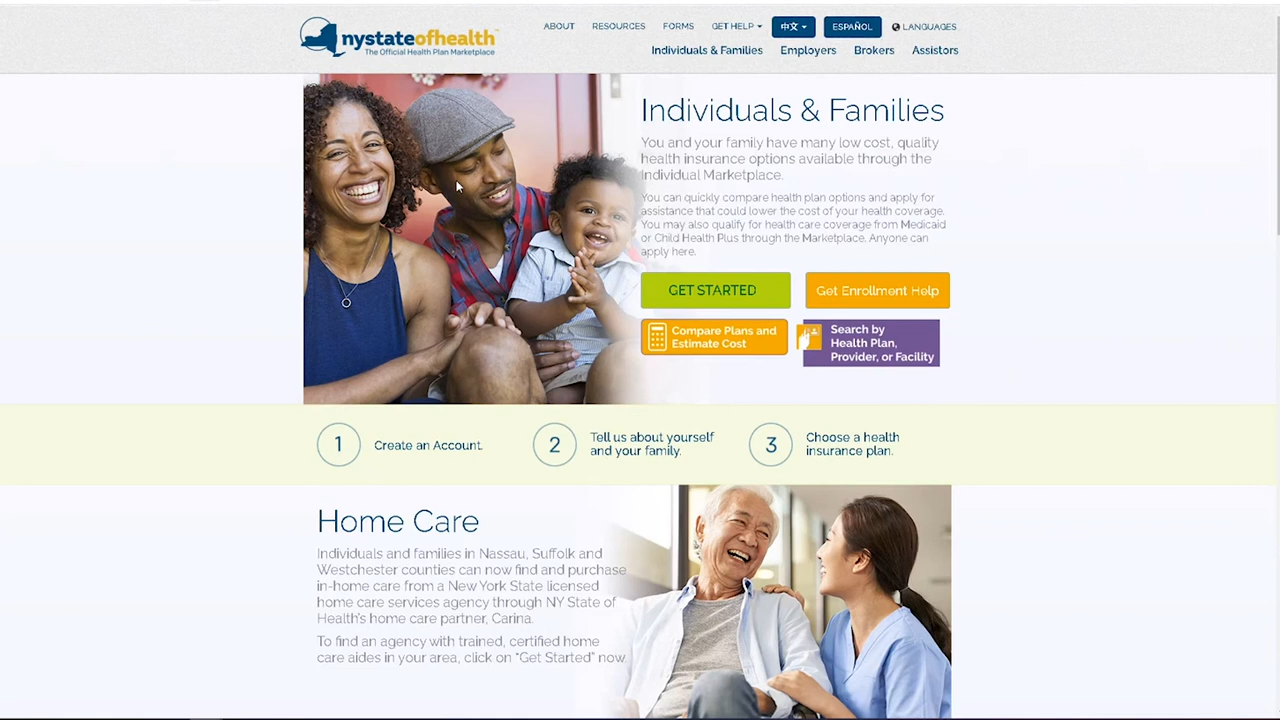 nystateofhealth™
The Official Health Plan Marketplace
ABOUT RESOURCES FORMS GET HELP 中文 ESPAÑOL LANGUAGES
Individuals & Families Employers Brokers Assistors
Individuals & Families
You and your family have many low cost, quality
health insurance options available through the
Individual Marketplace.
You can quickly compare health plan options and apply for
assistance that could lower the cost of your health coverage.
You may also qualify for health care coverage from Medicaid
or Child Health Plus through the Marketplace. Anyone can
apply here.
GET STARTED
Get Enrollment Help
Compare Plans and
Estimate Cost
Search by
Health Plan,
Provider, or Facility
1 Create an Account.
2 Tell us about yourself
and your family.
3 Choose a health
insurance plan.
Home Care
Individuals and families in Nassau, Suffolk and
Westchester counties can now find and purchase
in-home care from a New York State licensed
home care services agency through NY State of
Health's home care partner, Carina.
To find an agency with trained, certified home
care aides in your area, click on "Get Started" now.